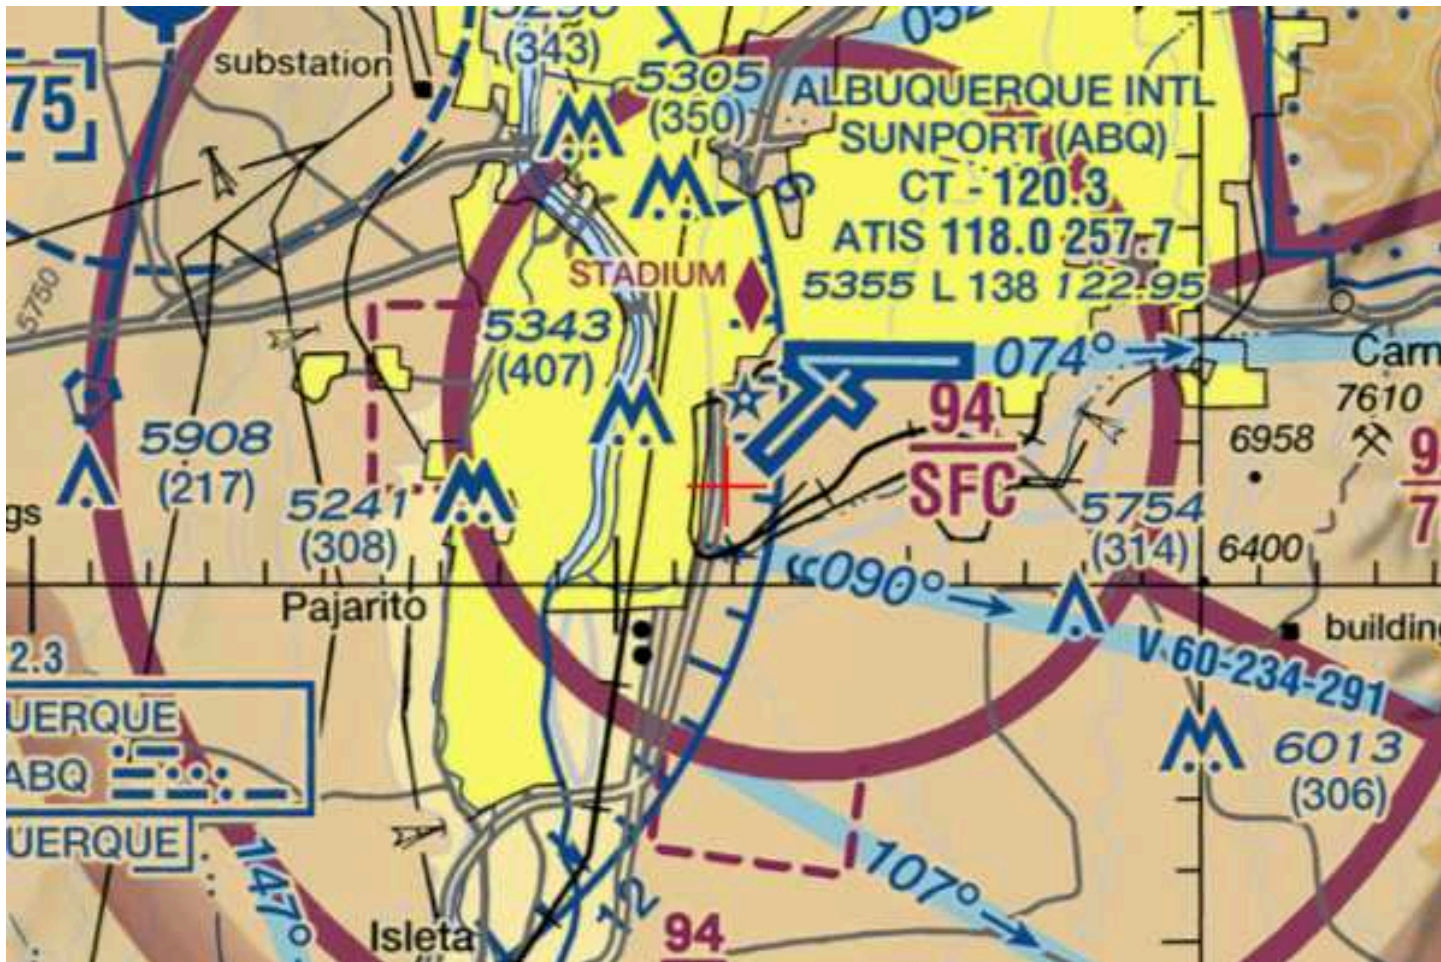 substation
(343)
052
75
5305
(350)
ALBUQUERQUE INTL
SUNPORT (ABQ)
CT - 120.3
ATIS 118.0 257.7
5355 L 138 122.95
STADIUM
5750
5343
(407)
074°
Carn
7610
6958
94
SFC
9
7
5908
(217)
5241
(308)
5754
(314)
6400
gs
090°
Pajarito
building
V 60-234-291
2.3
UERQUE
ABQ
UERQUE
6013
(306)
147°
107°
12
Isleta
94